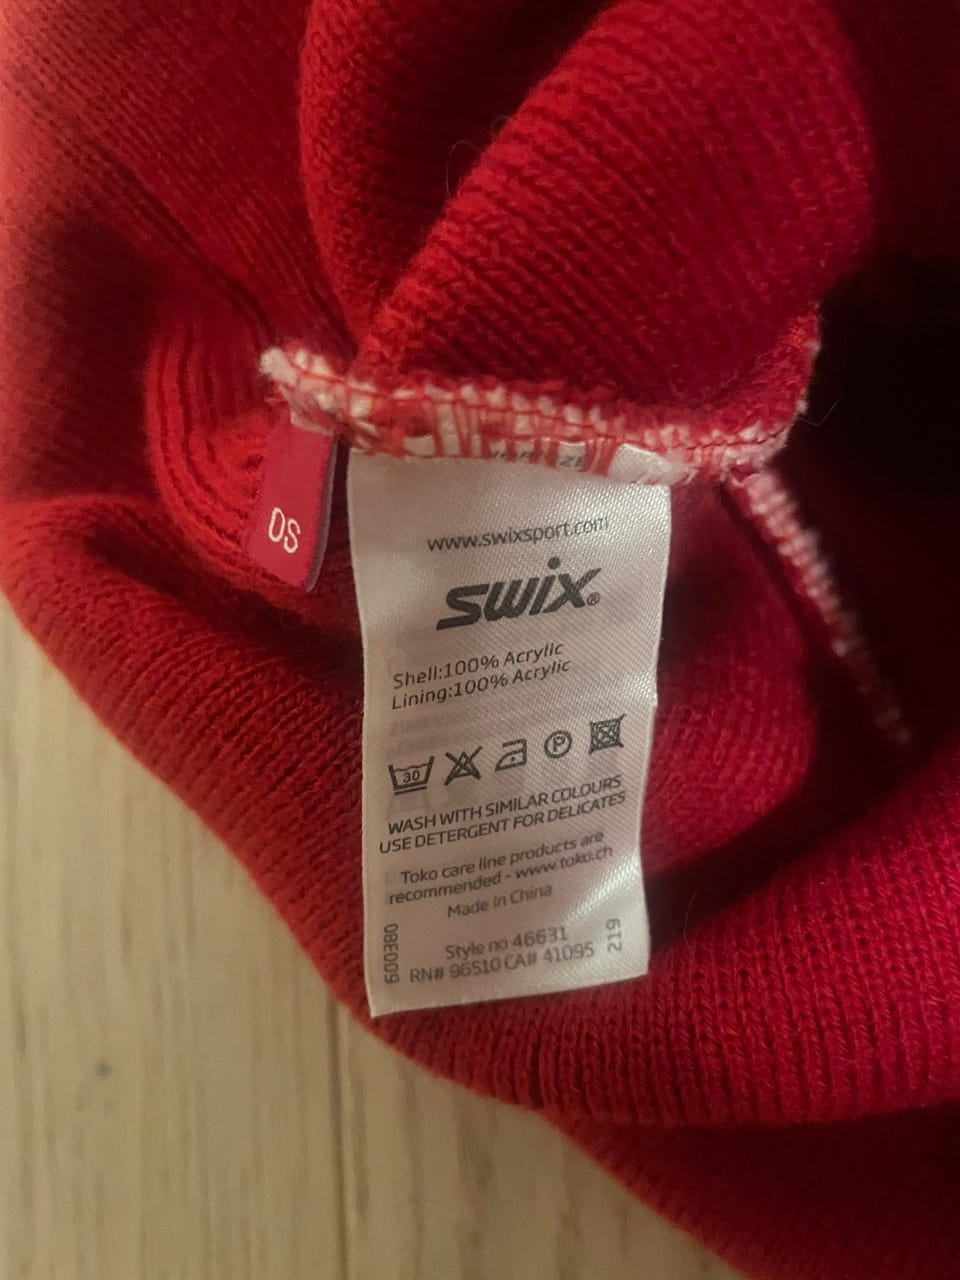 OS
www.swixsport.com
swix®
Shell:100% Acrylic
Lining:100% Acrylic
30
P
WASH WITH SIMILAR COLOURS
USE DETERGENT FOR DELICATES
Toko care line products are
recommended - www.toko.ch
Made in China
Style no 46631
RN# 96510 CA# 41095
219